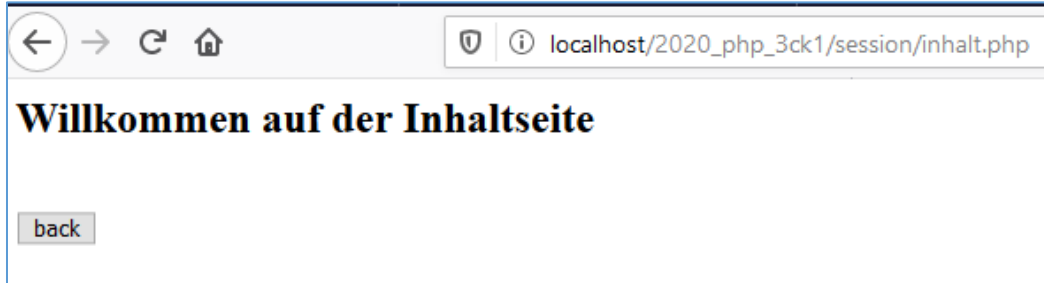 localhost/2020_php_3ck1/session/inhalt.php
Willkommen auf der Inhaltseite
back